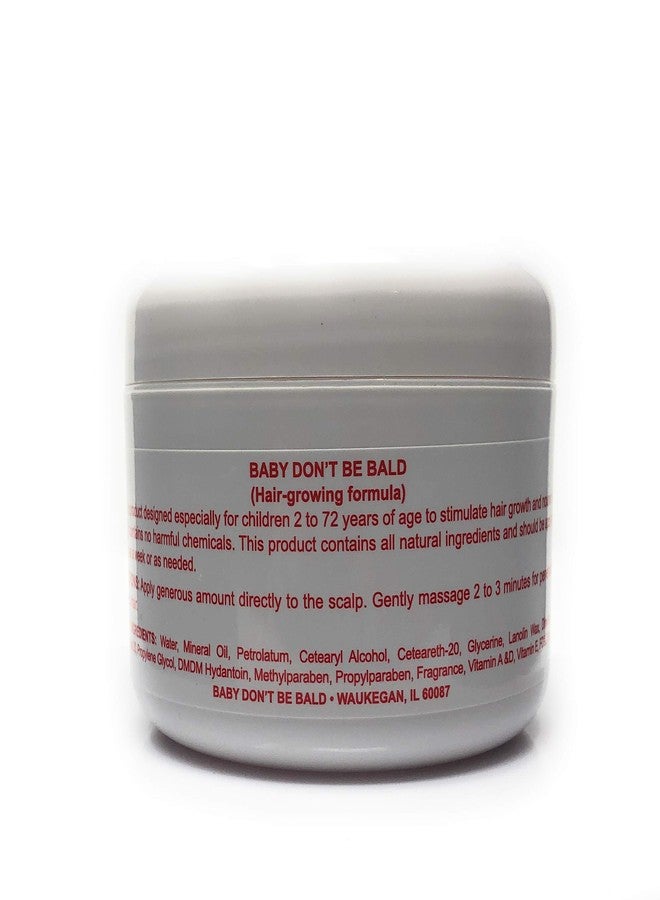 BABY DON'T BE BALD
(Hair-growing formula)
designed especially for children 2 to 72 years of age to stimulate hair growth and
no harmful chemicals. This product contains all natural ingredients and should be
week or as needed.
Apply generous amount directly to the scalp. Gently massage 2 to 3 minutes for
Water, Mineral Oil, Petrolatum, Cetearyl Alcohol, Ceteareth-20, Glycerine, Lanolin Wax,
Propylene Glycol, DMDM Hydantoin, Methylparaben, Propylparaben, Fragrance, Vitamin A &D, Vitamin E,
BABY DON'T BE BALD • WAUKEGAN, IL 60087